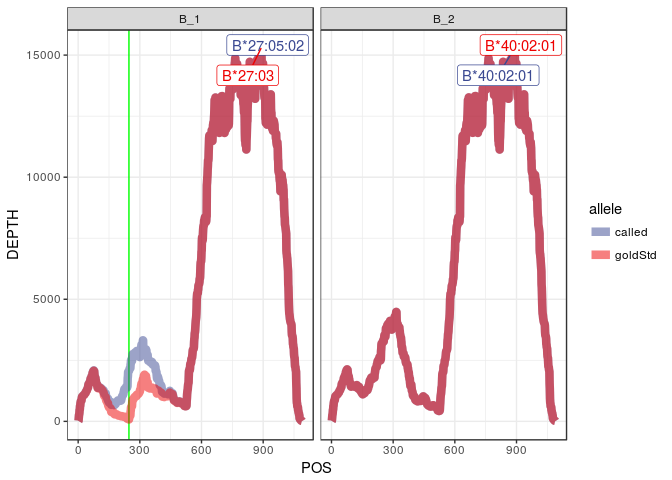 B_1
B_2
B*27:05:02
B*27:03
B*40:02:01
B*40:02:01
15000
10000
5000
0
DEPTH
0 300 600 900
0 300 600 900
POS
allele
called
goldStd